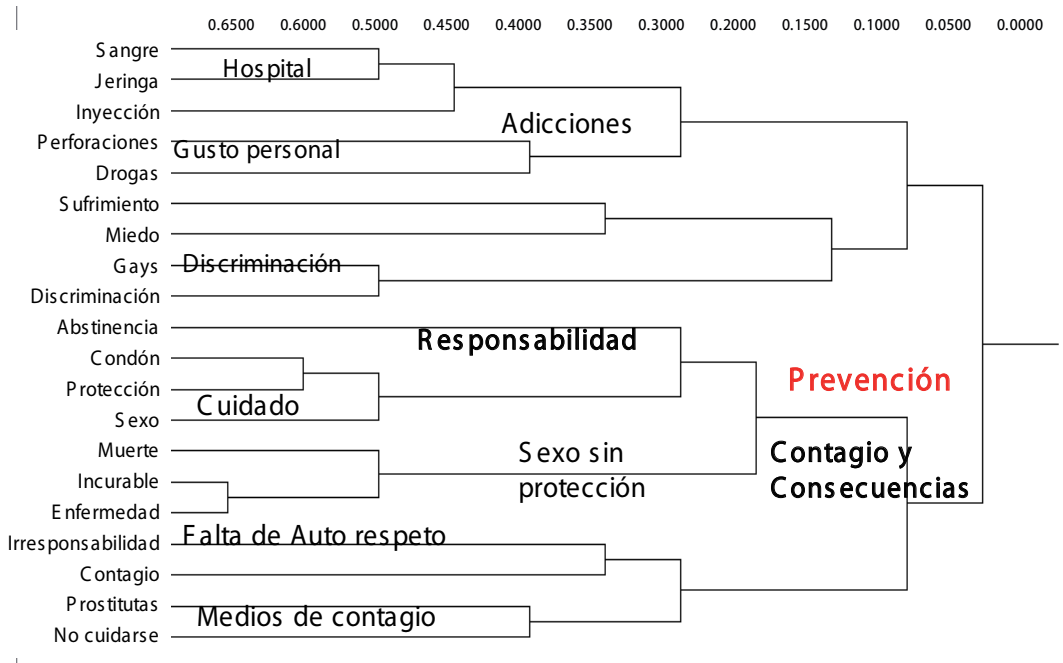 0.6500 0.6000 0.5000 0.4500 0.4000 0.3500 0.3000 0.2000 0.1500 0.1000 0.0500 0.0000
Sangre
Hospital
Jeringa
Inyección
Adicciones
Perforaciones
Gusto personal
Drogas
Sufrimiento
Miedo
Gays
Discriminación
Discriminación
Abstinencia
Responsabilidad
Condón
Prevención
Protección
Cuidado
Sexo
Muerte
Sexo sin
protección
Contagio y
Consecuencias
Incurable
Enfermedad
Irresponsabilidad
Falta de Auto respeto
Contagio
Prostitutas
Medios de contagio
No cuidarse